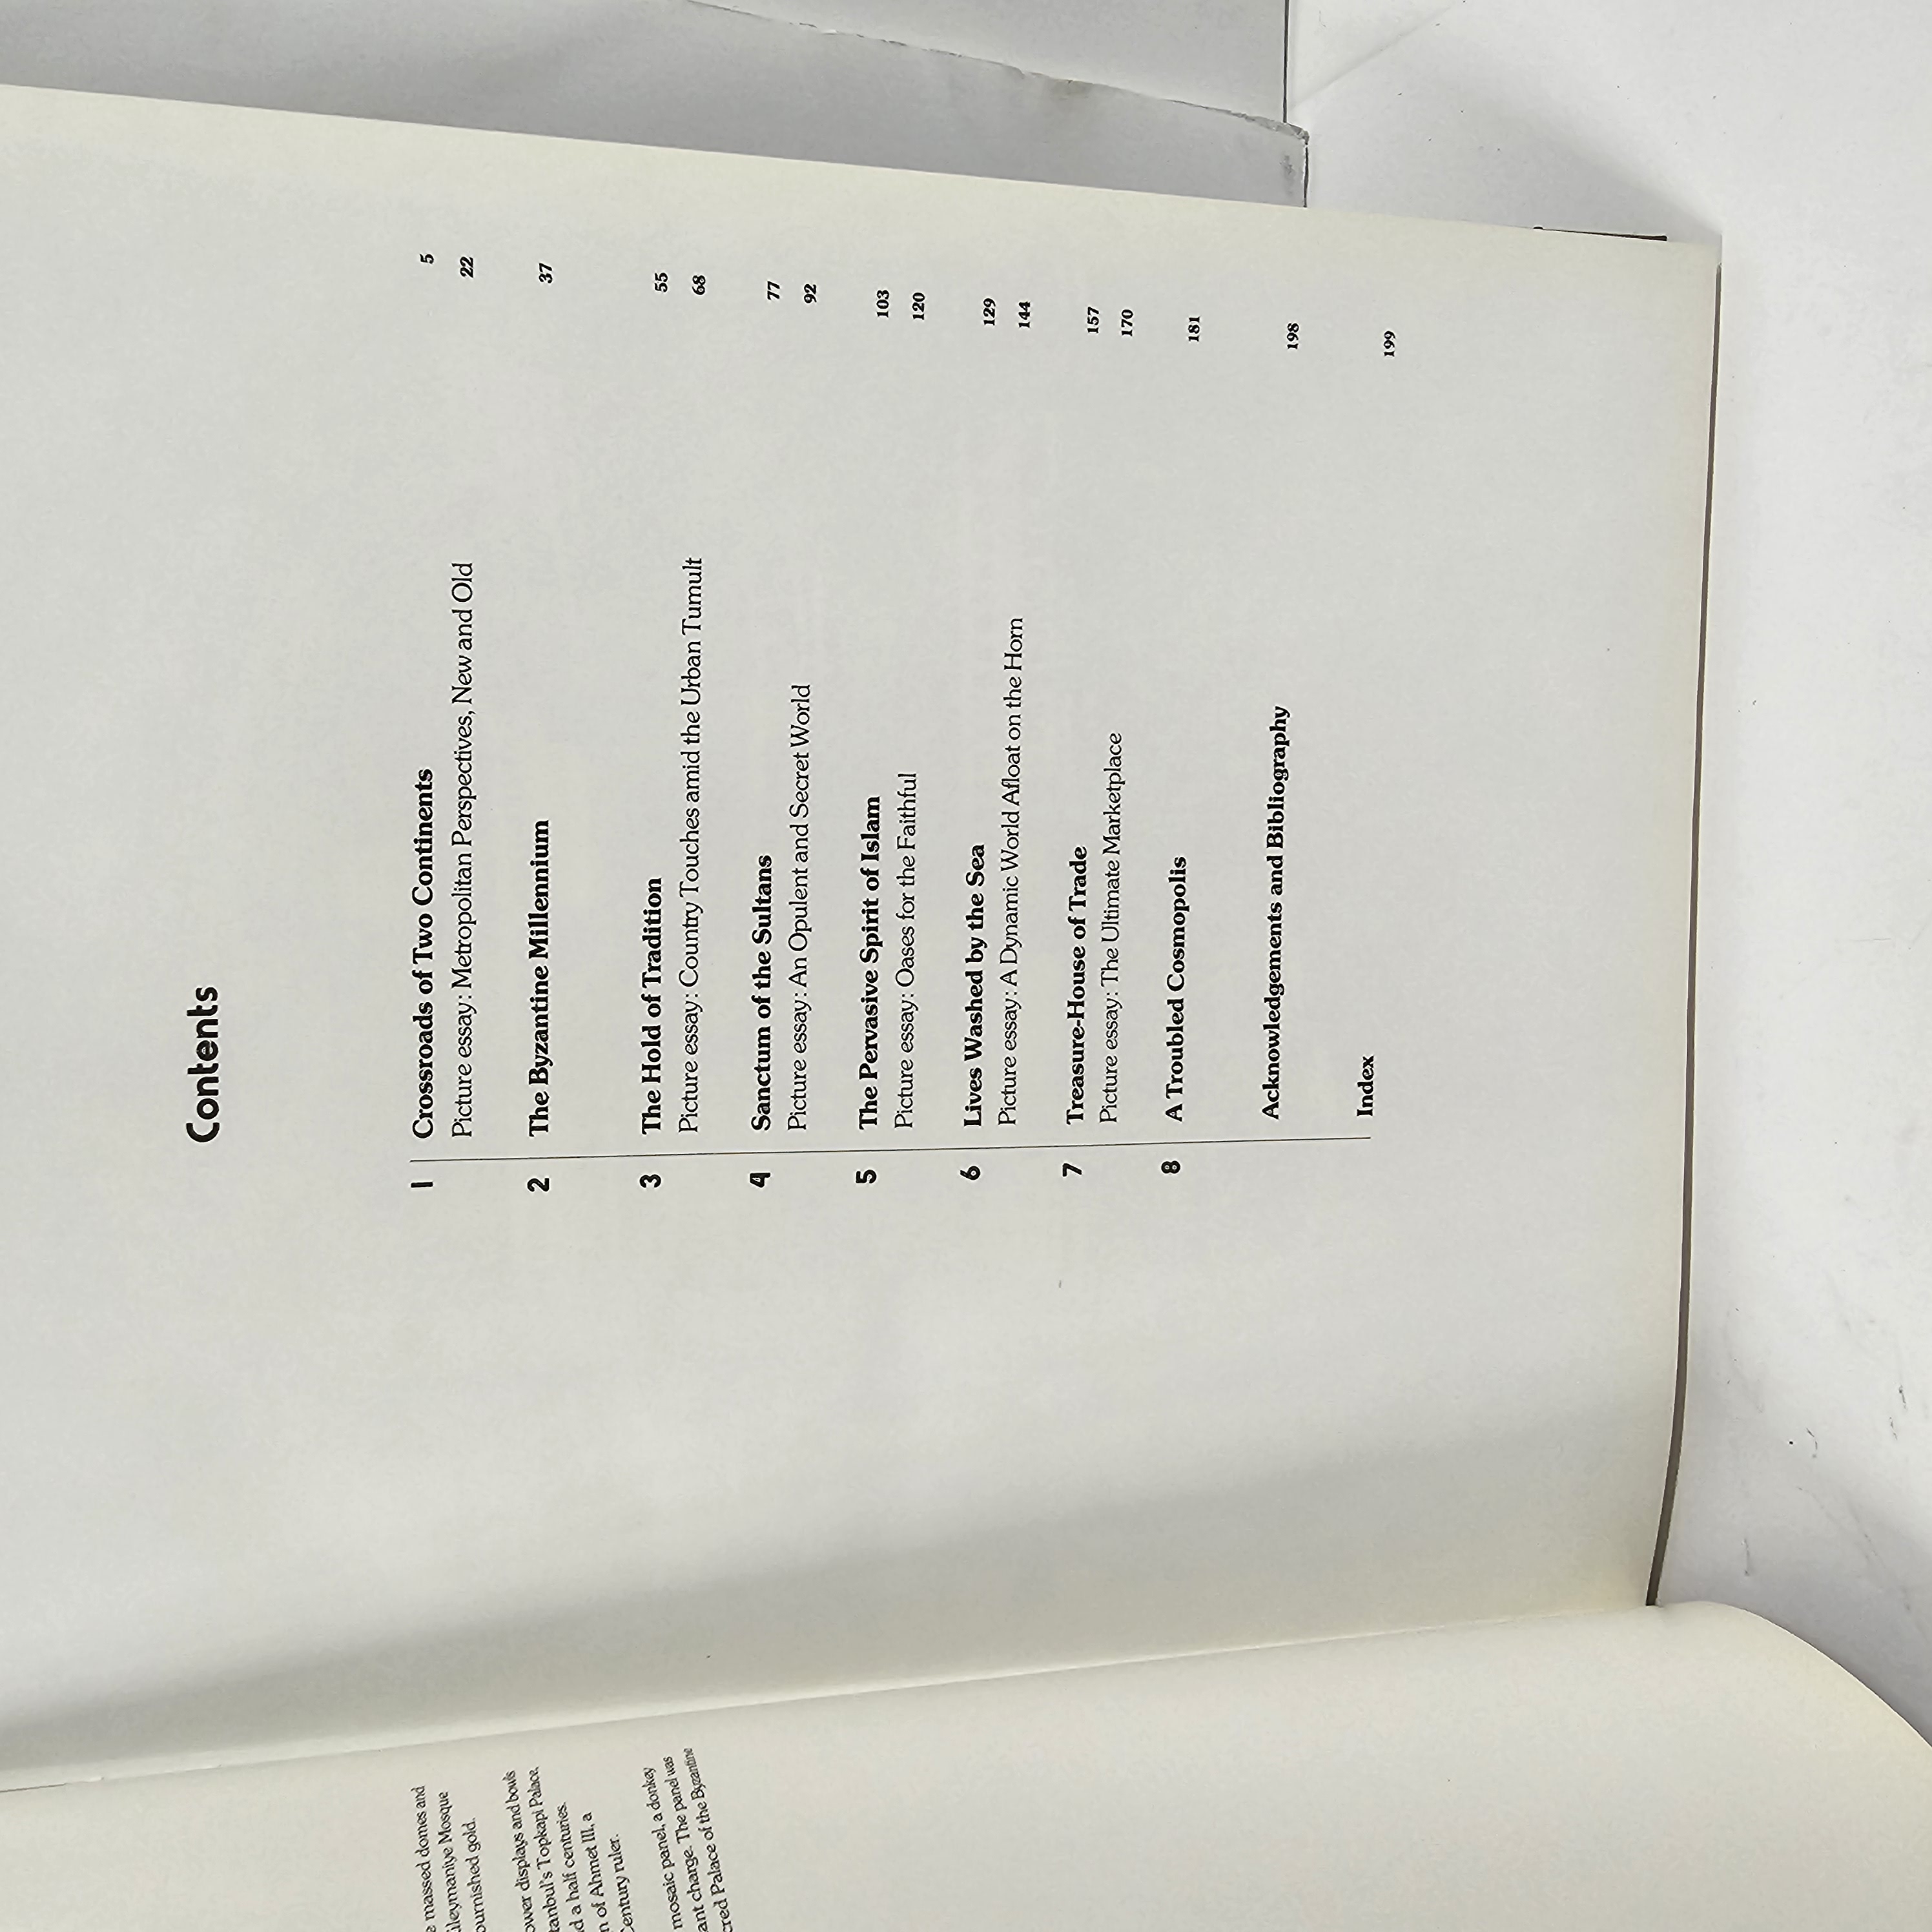 massed domes and
Mosque
gold.
displays and bowls
Topkapi Palace,
a half centuries.
of Ahmet III, a
Century ruler.
mosaic panel, a donkey
charge. The panel was
Palace of the Byzantine
Contents
1 Crossroads of Two Continents 5
Picture essay: Metropolitan Perspectives, New and Old 22
2 The Byzantine Millennium 37
3 The Hold of Tradition 55
Picture essay: Country Touches amid the Urban Tumult 68
4 Sanctum of the Sultans 77
Picture essay: An Opulent and Secret World 92
5 The Pervasive Spirit of Islam 103
Picture essay: Oases for the Faithful 120
6 Lives Washed by the Sea 129
Picture essay: A Dynamic World Afloat on the Horn 144
7 Treasure-House of Trade 157
Picture essay: The Ultimate Marketplace 170
8 A Troubled Cosmopolis 181
Acknowledgements and Bibliography 198
Index 199